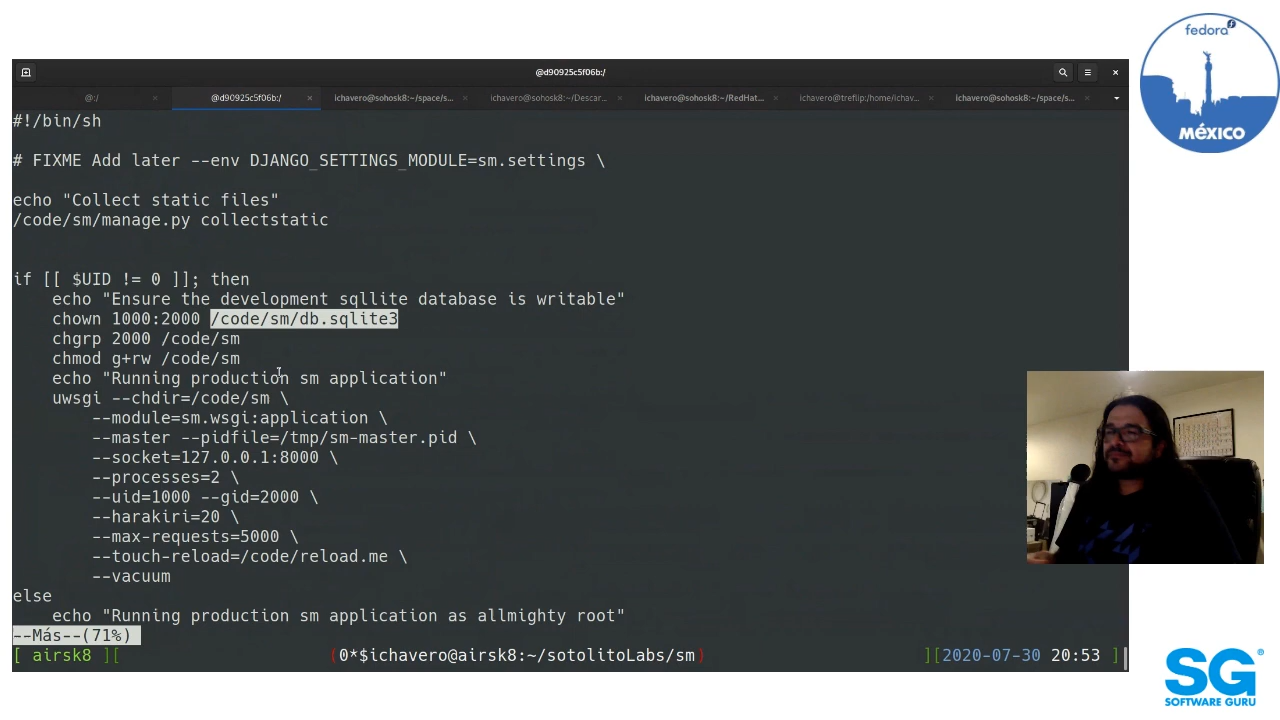 fedora
MÉXICO
@d90925c5f06b:/
@:/
@d90925c5f06b:/
ichavero@sohosk8:~/space/s...
ichavero@sohosk8:~/Descar...
ichavero@sohosk8:~/RedHat...
ichavero@treflip:/home/ichav...
ichavero@sohosk8:~/space/s...
#!/bin/sh
# FIXME Add later --env DJANGO_SETTINGS_MODULE=sm.settings \
echo "Collect static files"
/code/sm/manage.py collectstatic
if [[ $UID != 0 ]]; then
echo "Ensure the development sqllite database is writable"
chown 1000:2000 /code/sm/db.sqlite3
chgrp 2000 /code/sm
chmod g+rw /code/sm
echo "Running production sm application"
uwsgi --chdir=/code/sm \
--module=sm.wsgi:application \
--master --pidfile=/tmp/sm-master.pid \
--socket=127.0.0.1:8000 \
--processes=2 \
--uid=1000 --gid=2000 \
--harakiri=20 \
--max-requests=5000 \
--touch-reload=/code/reload.me \
--vacuum
else
echo "Running production sm application as allmighty root"
--Más--(71%)
[ airsk8 ][ (0*$ichavero@airsk8:~/sotolitoLabs/sm) ][2020-07-30 20:53 ]
SG®
SOFTWARE GURU